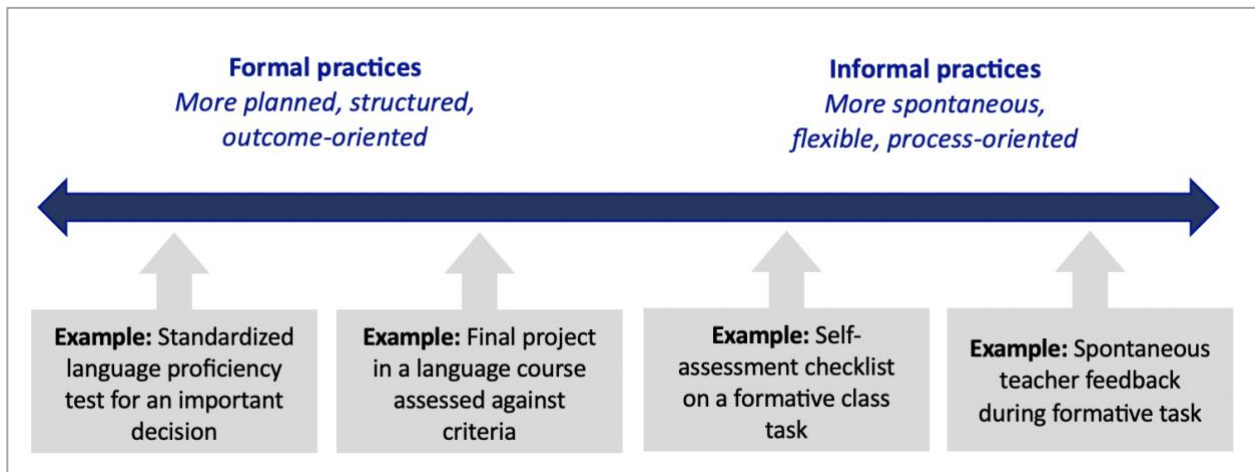 Formal practices
More planned, structured,
outcome-oriented
Informal practices
More spontaneous,
flexible, process-oriented
Example: Standardized
language proficiency
test for an important
decision
Example: Final project
in a language course
assessed against
criteria
Example: Self-
assessment checklist
on a formative class
task
Example: Spontaneous
teacher feedback
during formative task